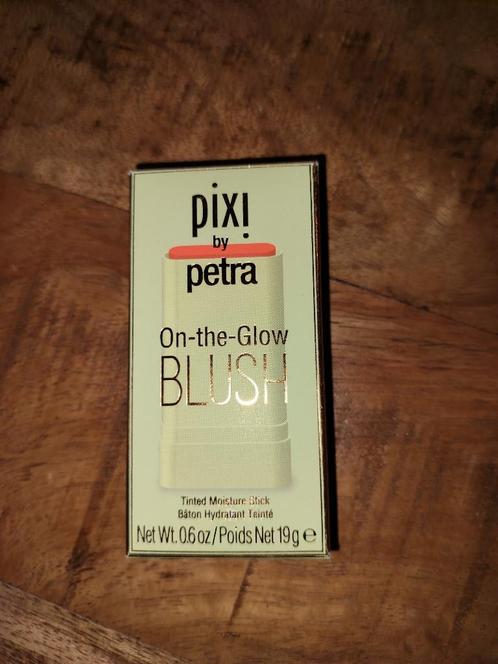 pixi
by
petra
On-the-Glow
BLUSH
Tinted Moisture Stick
Bâton Hydratant Teinté
Net Wt. 0.6 oz/Poids Net 19 g ℮